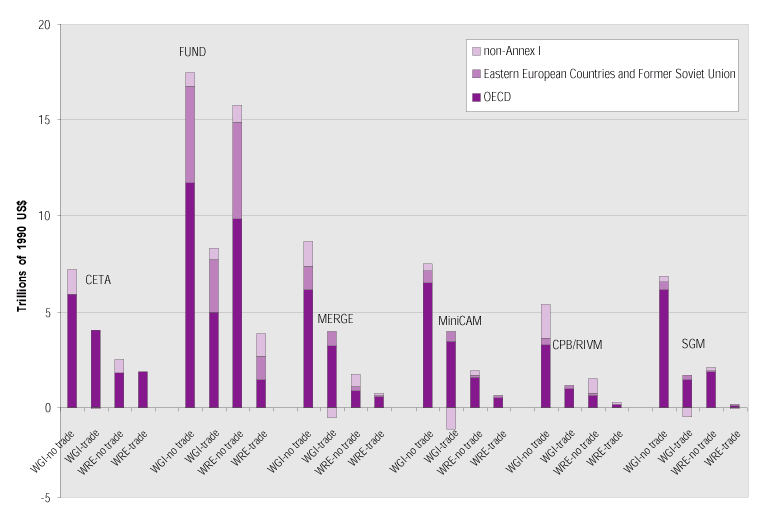 20
15
10
5
0
-5
Trillions of 1990 US$
FUND
CETA
MERGE
MiniCAM
CPB/RIVM
SGM
non-Annex I
Eastern European Countries and Former Soviet Union
OECD
WGI-no trade
WGI-trade
WRE-no trade
WRE-trade
WGI-no trade
WGI-trade
WRE-no trade
WRE-trade
WGI-no trade
WGI-trade
WRE-no trade
WRE-trade
WGI-no trade
WGI-trade
WRE-no trade
WRE-trade
WGI-no trade
WGI-trade
WRE-no trade
WRE-trade
WGI-no trade
WGI-trade
WRE-no trade
WRE-trade